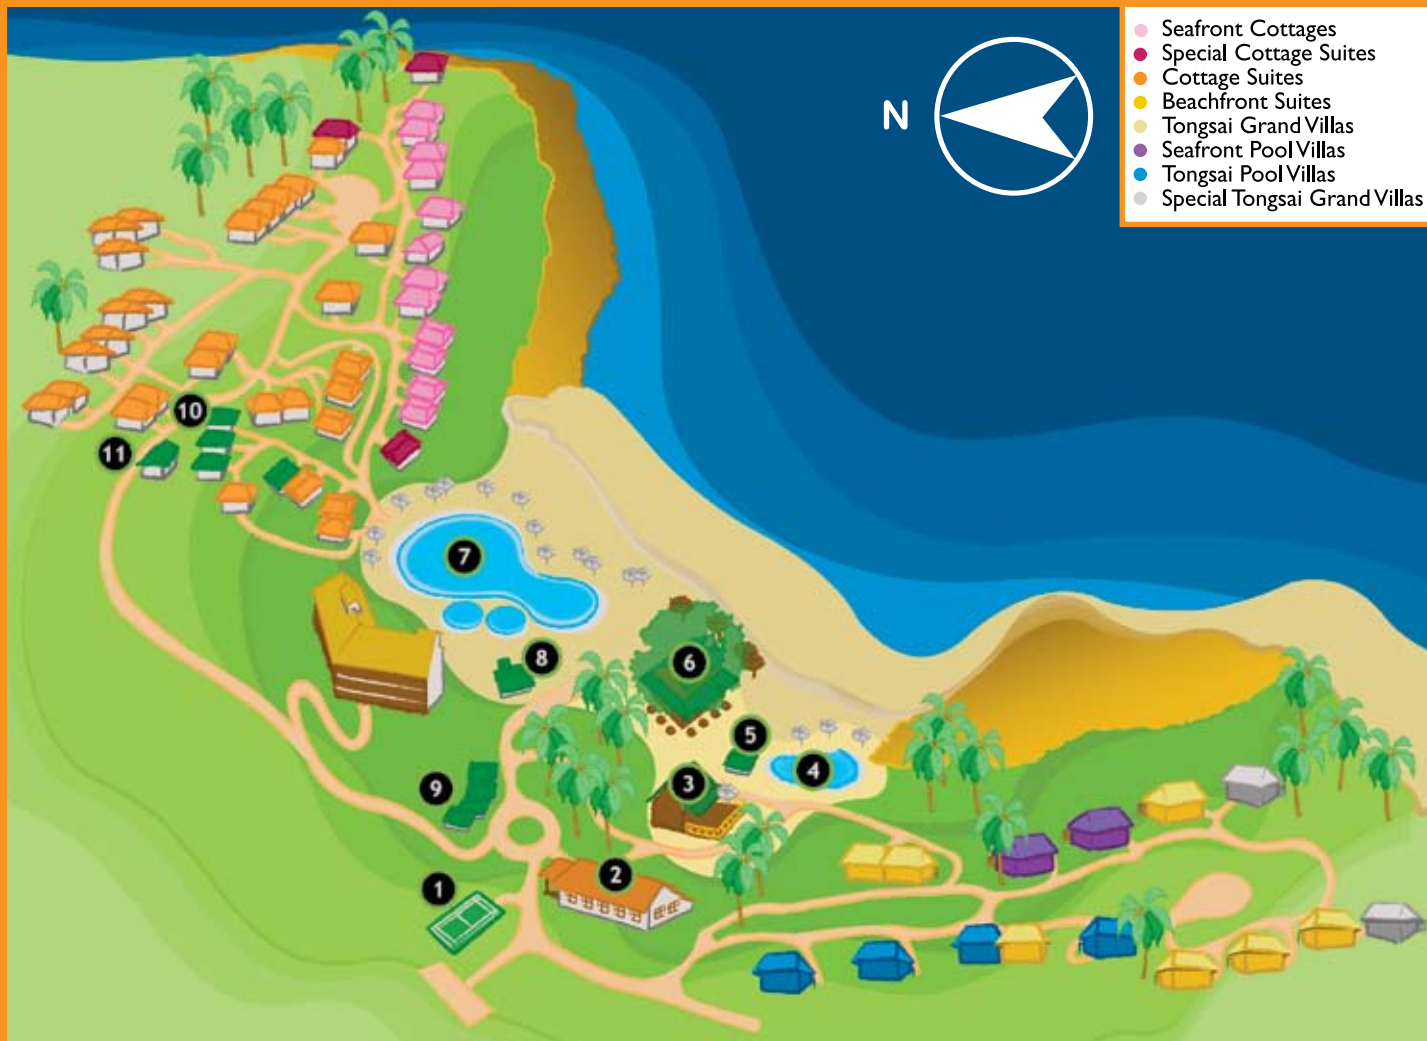 N
Seafront Cottages
Special Cottage Suites
Cottage Suites
Beachfront Suites
Tongsai Grand Villas
Seafront Pool Villas
Tongsai Pool Villas
Special Tongsai Grand Villas
10
11
7
8
6
5
4
3
9
2
1